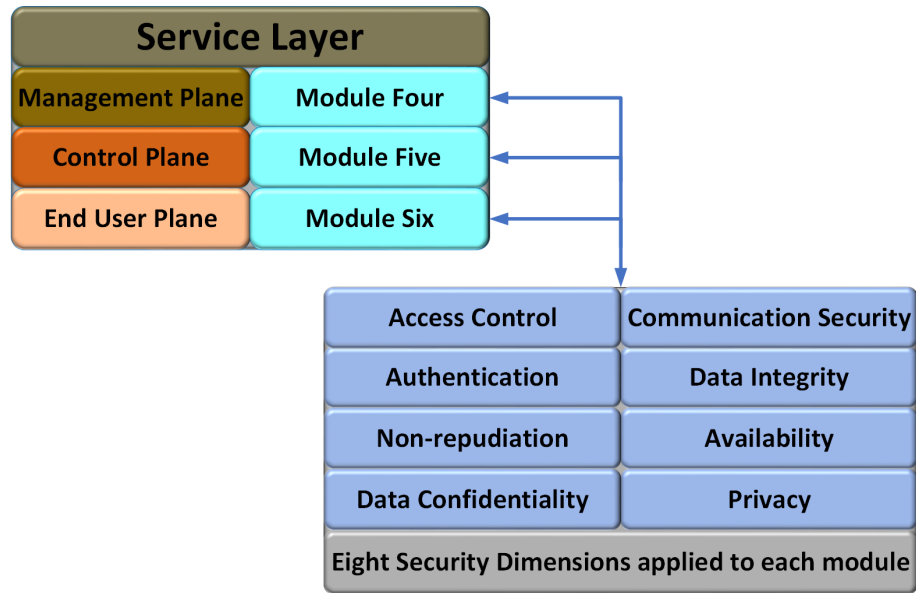 Service Layer
Management Plane
Module Four
Control Plane
Module Five
End User Plane
Module Six
Access Control
Communication Security
Authentication
Data Integrity
Non-repudiation
Availability
Data Confidentiality
Privacy
Eight Security Dimensions applied to each module